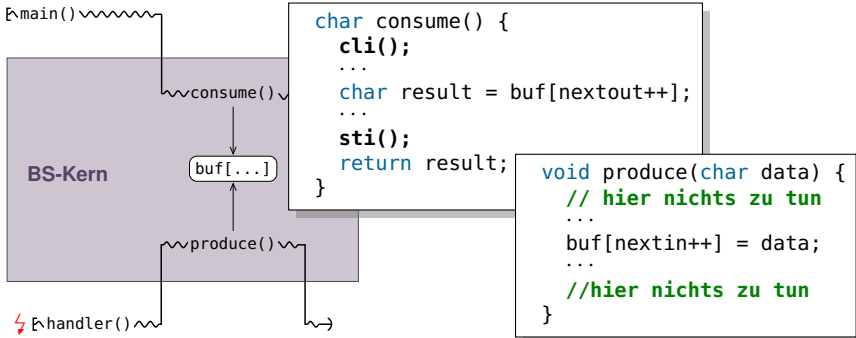 main()
consume()
BS-Kern
buf[...]
produce()
handler()
char consume() {
cli();
...
char result = buf[nextout++];
...
sti();
return result;
}
void produce(char data) {
// hier nichts zu tun
...
buf[nextin++] = data;
...
//hier nichts zu tun
}